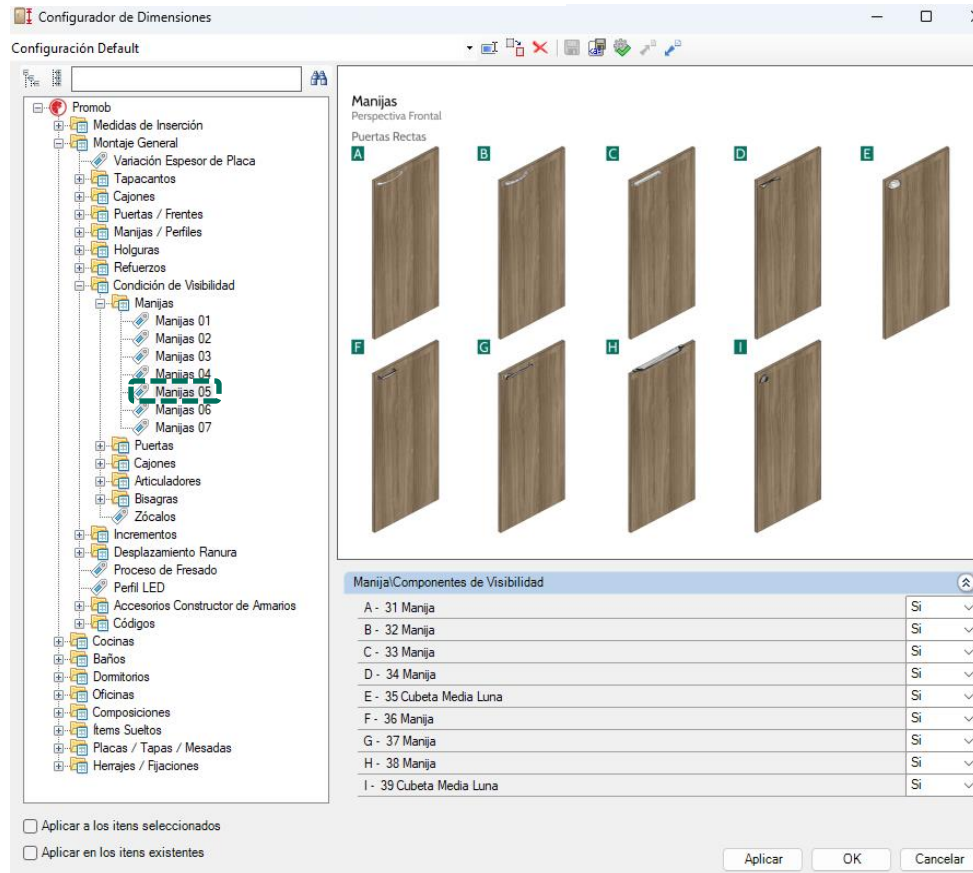 Configurador de Dimensiones
Configuración Default
Promob
Medidas de Inserción
Montaje General
Variación Espesor de Placa
Tapacantos
Cajones
Puertas / Frentes
Manijas / Perfiles
Holguras
Refuerzos
Condición de Visibilidad
Manijas
Manijas 01
Manijas 02
Manijas 03
Manijas 04
Manijas 05
Manijas 06
Manijas 07
Puertas
Cajones
Articuladores
Bisagras
Zócalos
Incrementos
Desplazamiento Ranura
Proceso de Fresado
Perfil LED
Accesorios Constructor de Armarios
Códigos
Cocinas
Baños
Dormitorios
Oficinas
Composiciones
Ítems Sueltos
Placas / Tapas / Mesadas
Herrajes / Fijaciones
Aplicar a los itens seleccionados
Aplicar en los itens existentes
Manijas
Perspectiva Frontal
Puertas Rectas
A B C D E
F G H I
Manija\Componentes de Visibilidad
A - 31 Manija Si
B - 32 Manija Si
C - 33 Manija Si
D - 34 Manija Si
E - 35 Cubeta Media Luna Si
F - 36 Manija Si
G - 37 Manija Si
H - 38 Manija Si
I - 39 Cubeta Media Luna Si
Aplicar OK Cancelar